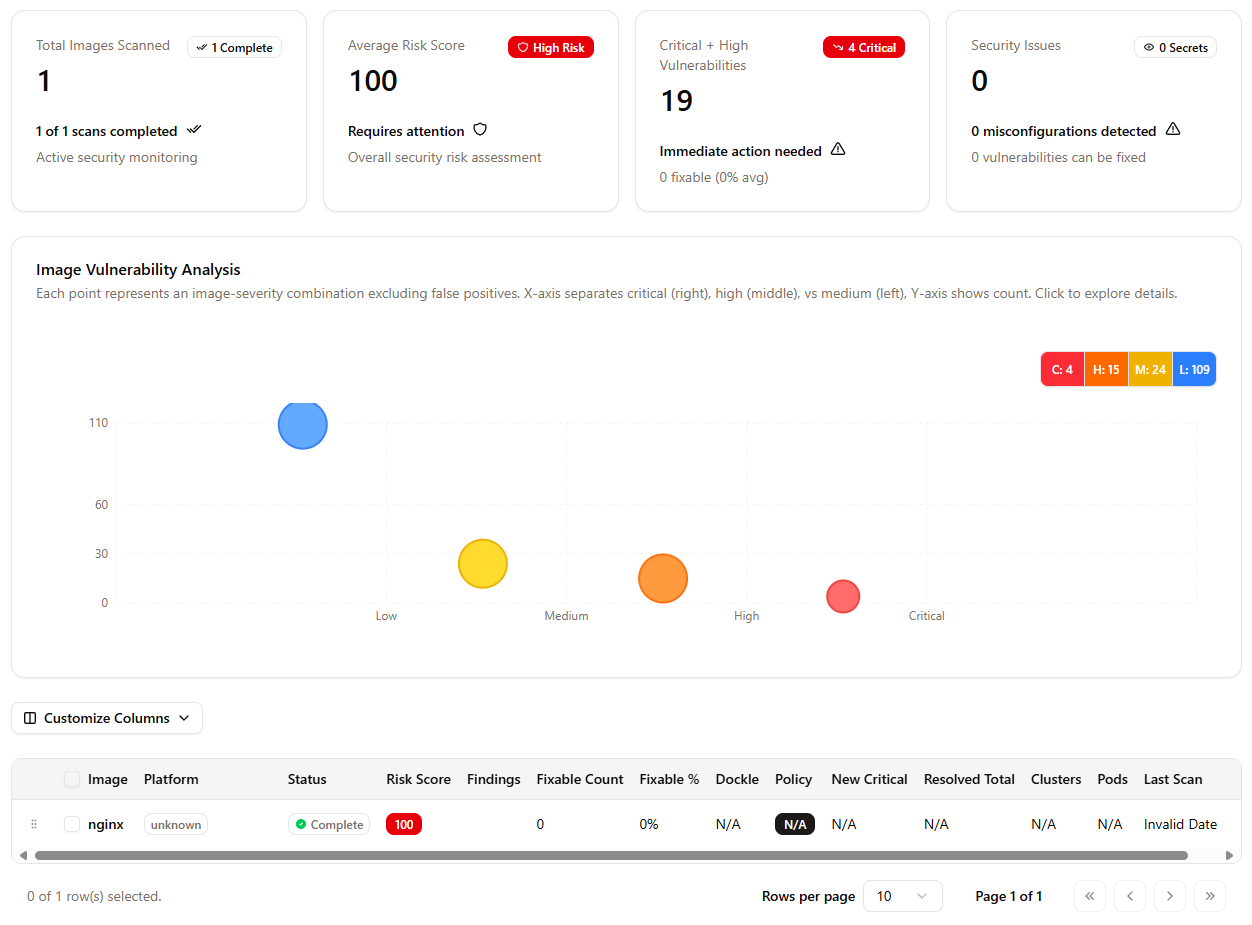 Total Images Scanned
1 Complete
1
1 of 1 scans completed
Active security monitoring
Average Risk Score
High Risk
100
Requires attention
Overall security risk assessment
Critical + High
Vulnerabilities
4 Critical
19
Immediate action needed
0 fixable (0% avg)
Security Issues
0 Secrets
0
0 misconfigurations detected
0 vulnerabilities can be fixed
Image Vulnerability Analysis
Each point represents an image-severity combination excluding false positives. X-axis separates critical (right), high (middle), vs medium (left), Y-axis shows count. Click to explore details.
C: 4 H: 15 M: 24 L: 109
110
60
30
0
Low Medium High Critical
Customize Columns
Image Platform Status Risk Score Findings Fixable Count Fixable % Dockle Policy New Critical Resolved Total Clusters Pods Last Scan
nginx unknown Complete 100 0 0% N/A N/A N/A N/A N/A N/A Invalid Date
0 of 1 row(s) selected.
Rows per page 10 Page 1 of 1